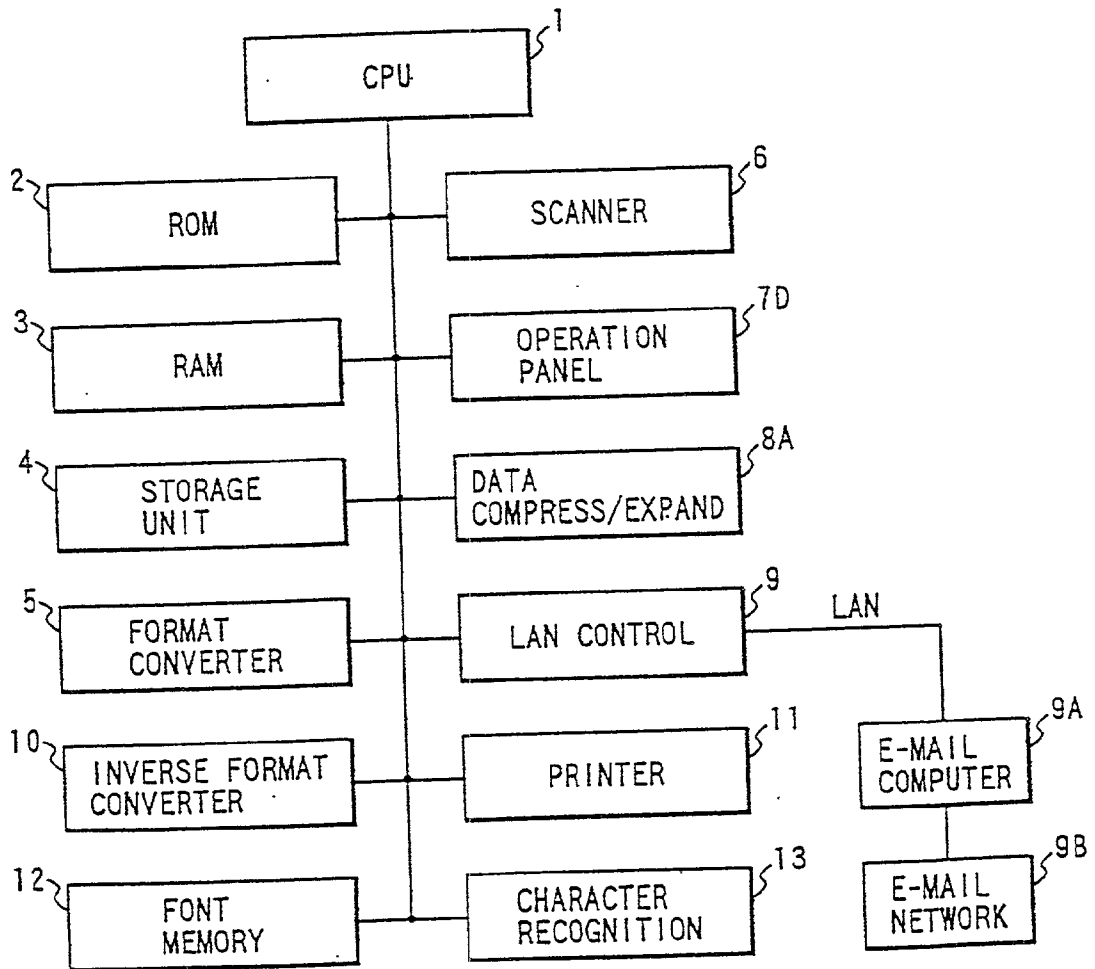 1
CPU
2
ROM
6
SCANNER
3
RAM
7D
OPERATION
PANEL
4
STORAGE
UNIT
8A
DATA
COMPRESS/EXPAND
5
FORMAT
CONVERTER
9
LAN CONTROL
LAN
10
INVERSE FORMAT
CONVERTER
11
PRINTER
9A
E-MAIL
COMPUTER
12
FONT
MEMORY
13
CHARACTER
RECOGNITION
9B
E-MAIL
NETWORK